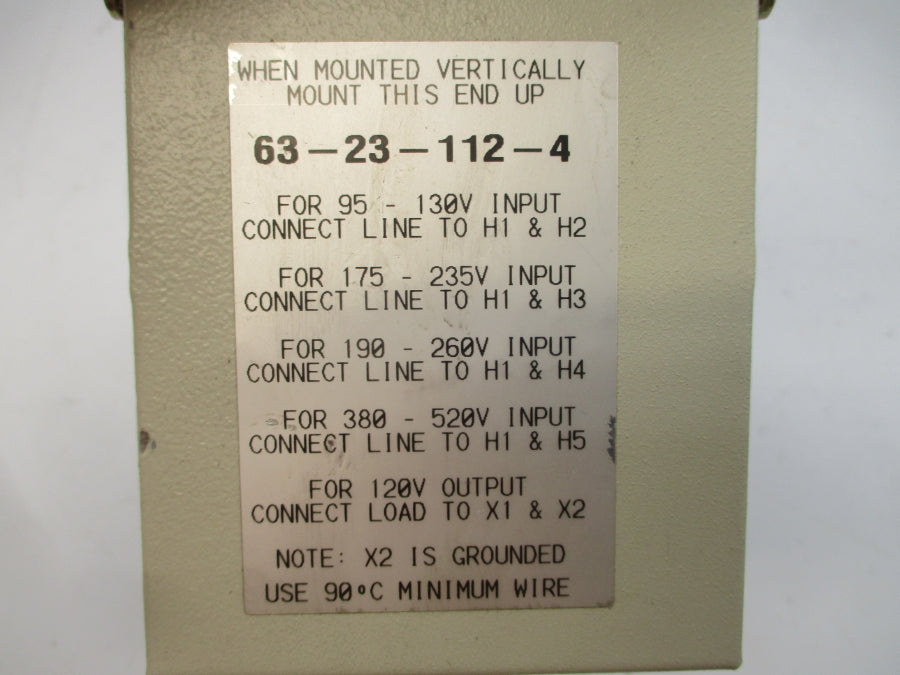 WHEN MOUNTED VERTICALLY
MOUNT THIS END UP
63-23-112-4
FOR 95 - 130V INPUT
CONNECT LINE TO H1 & H2
FOR 175 - 235V INPUT
CONNECT LINE TO H1 & H3
FOR 190 - 260V INPUT
CONNECT LINE TO H1 & H4
FOR 380 - 520V INPUT
CONNECT LINE TO H1 & H5
FOR 120V OUTPUT
CONNECT LOAD TO X1 & X2
NOTE: X2 IS GROUNDED
USE 90°C MINIMUM WIRE